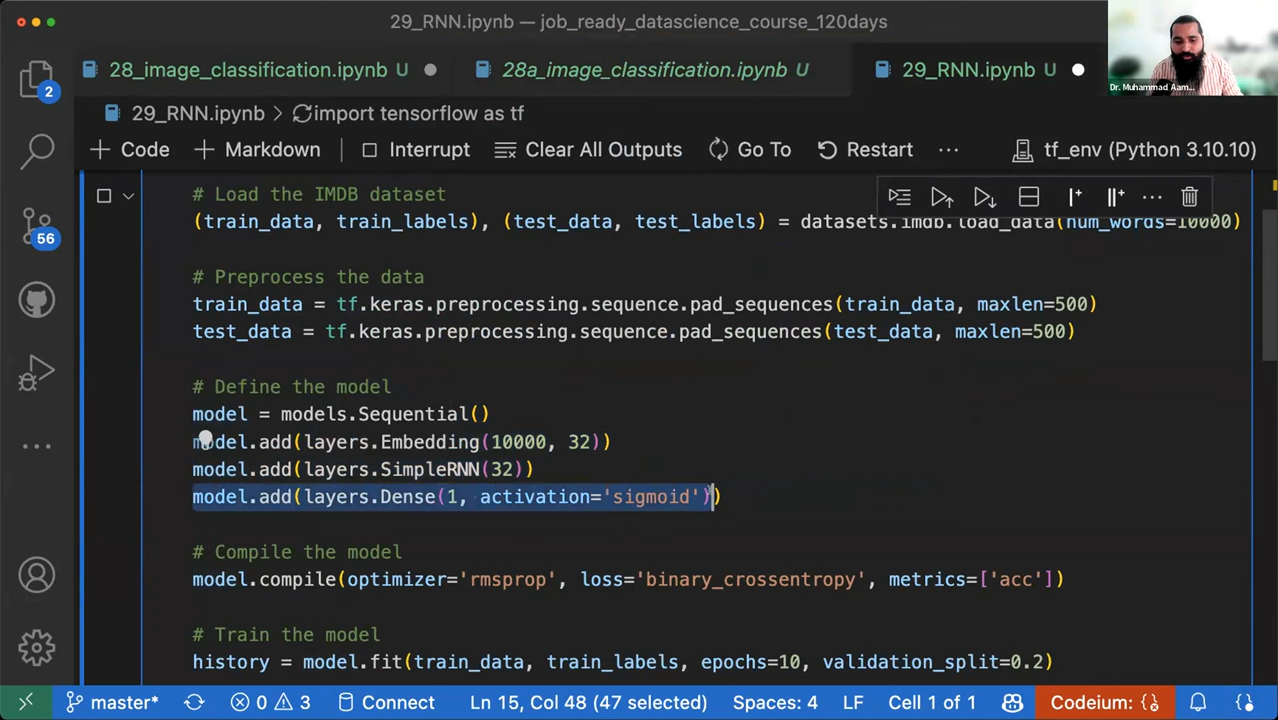 29_RNN.ipynb — job_ready_datascience_course_120days
28_image_classification.ipynb U
28a_image_classification.ipynb U
29_RNN.ipynb U
Dr. Muhammad Aam...
2
29_RNN.ipynb > import tensorflow as tf
+ Code + Markdown Interrupt Clear All Outputs Go To Restart ... tf_env (Python 3.10.10)
56
# Load the IMDB dataset
(train_data, train_labels), (test_data, test_labels) = datasets.imdb.load_data(num_words=10000)
# Preprocess the data
train_data = tf.keras.preprocessing.sequence.pad_sequences(train_data, maxlen=500)
test_data = tf.keras.preprocessing.sequence.pad_sequences(test_data, maxlen=500)
# Define the model
model = models.Sequential()
model.add(layers.Embedding(10000, 32))
model.add(layers.SimpleRNN(32))
model.add(layers.Dense(1, activation='sigmoid'))
# Compile the model
model.compile(optimizer='rmsprop', loss='binary_crossentropy', metrics=['acc'])
# Train the model
history = model.fit(train_data, train_labels, epochs=10, validation_split=0.2)
master* 0 3 Connect Ln 15, Col 48 (47 selected) Spaces: 4 LF Cell 1 of 1 Codeium: {}